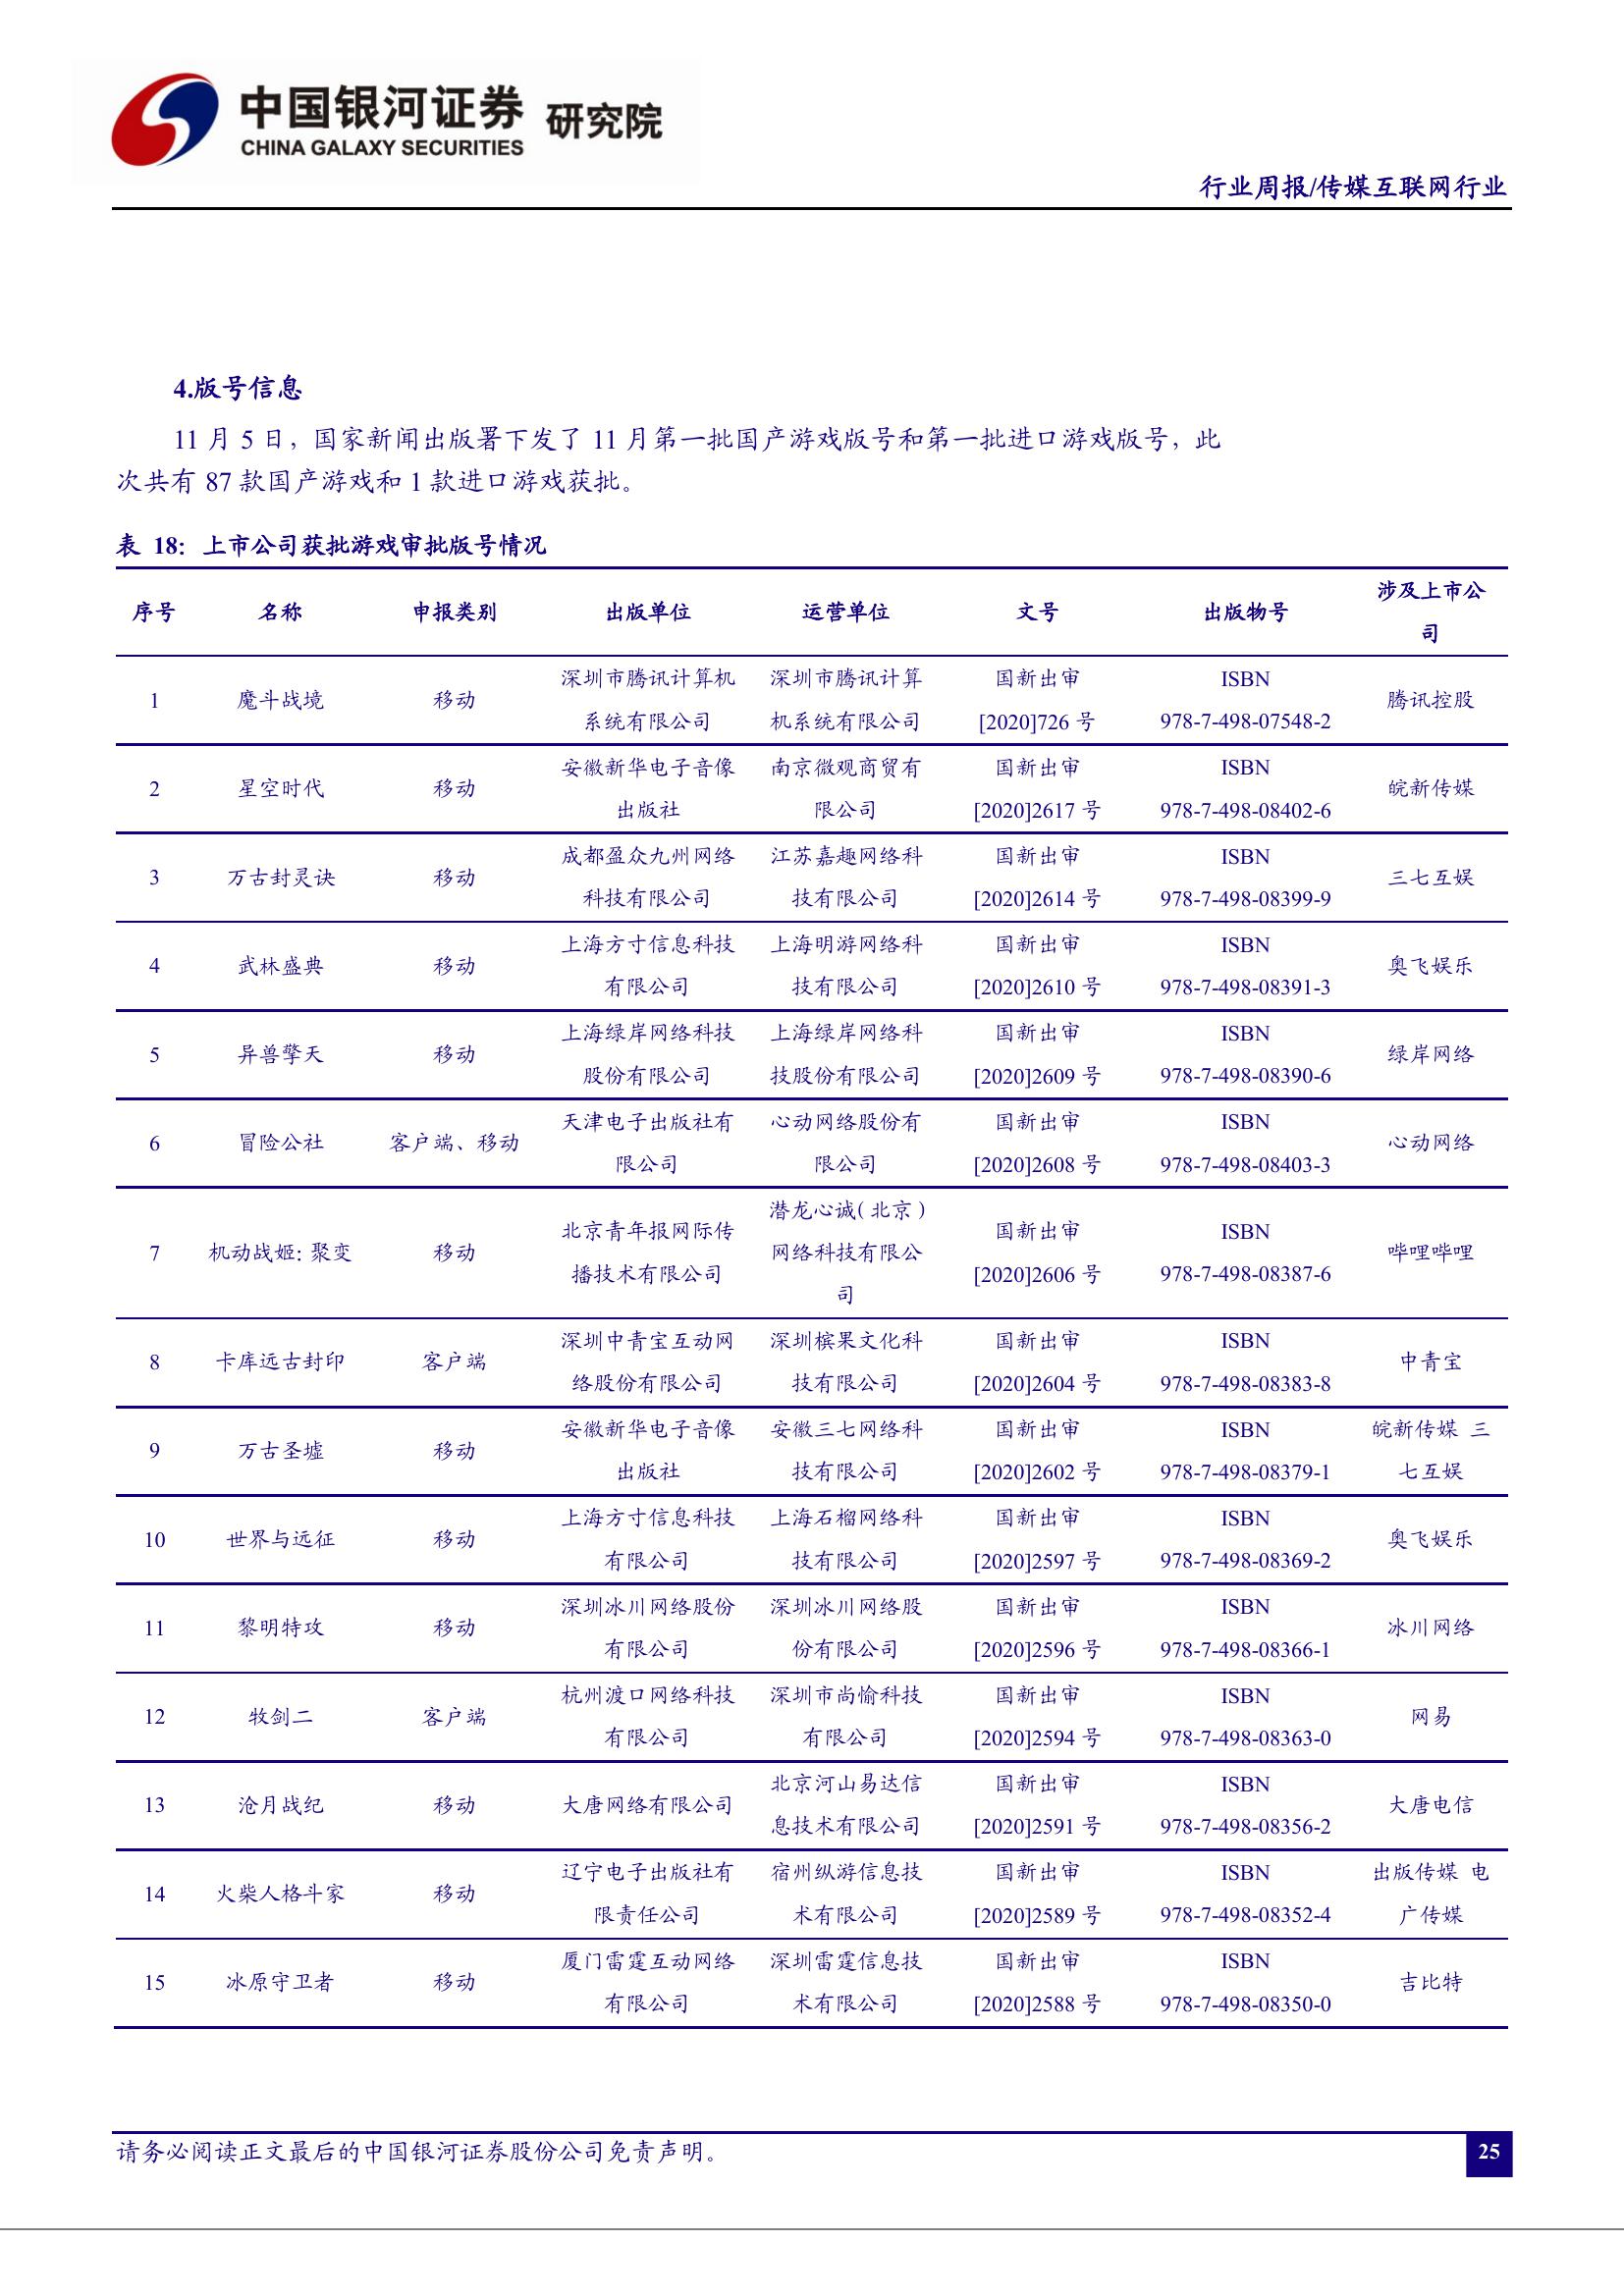 中国银河证券 研究院
CHINA GALAXY SECURITIES
行业周报/传媒互联网行业
4.版号信息
11 月 5 日，国家新闻出版署下发了 11 月第一批国产游戏版号和第一批进口游戏版号，此
次共有 87 款国产游戏和 1 款进口游戏获批。
表 18：上市公司获批游戏审批版号情况
序号 名称 申报类别 出版单位 运营单位 文号 出版物号 涉及上市公
司
1 魔斗战境 移动 深圳市腾讯计算机 深圳市腾讯计算 国新出审 ISBN 腾讯控股
系统有限公司 机系统有限公司 [2020]726 号 978-7-498-07548-2
2 星空时代 移动 安徽新华电子音像 南京微观商贸有 国新出审 ISBN 皖新传媒
出版社 限公司 [2020]2617 号 978-7-498-08402-6
3 万古封灵诀 移动 成都盈众九州网络 江苏嘉趣网络科 国新出审 ISBN 三七互娱
科技有限公司 技有限公司 [2020]2614 号 978-7-498-08399-9
4 武林盛典 移动 上海方寸信息科技 上海明游网络科 国新出审 ISBN 奥飞娱乐
有限公司 技有限公司 [2020]2610 号 978-7-498-08391-3
5 异兽擎天 移动 上海绿岸网络科技 上海绿岸网络科 国新出审 ISBN 绿岸网络
股份有限公司 技股份有限公司 [2020]2609 号 978-7-498-08390-6
6 冒险公社 客户端、移动 天津电子出版社有 心动网络股份有 国新出审 ISBN 心动网络
限公司 限公司 [2020]2608 号 978-7-498-08403-3
7 机动战姬：聚变 移动 北京青年报网际传 潜龙心诚（北京） 国新出审 ISBN 哔哩哔哩
播技术有限公司 网络科技有限公 [2020]2606 号 978-7-498-08387-6
司
8 卡库远古封印 客户端 深圳中青宝互动网 深圳槟果文化科 国新出审 ISBN 中青宝
络股份有限公司 技有限公司 [2020]2604 号 978-7-498-08383-8
9 万古圣墟 移动 安徽新华电子音像 安徽三七网络科 国新出审 ISBN 皖新传媒 三
出版社 技有限公司 [2020]2602 号 978-7-498-08379-1 七互娱
10 世界与远征 移动 上海方寸信息科技 上海石榴网络科 国新出审 ISBN 奥飞娱乐
有限公司 技有限公司 [2020]2597 号 978-7-498-08369-2
11 黎明特攻 移动 深圳冰川网络股份 深圳冰川网络股 国新出审 ISBN 冰川网络
有限公司 份有限公司 [2020]2596 号 978-7-498-08366-1
12 牧剑二 客户端 杭州渡口网络科技 深圳市尚愉科技 国新出审 ISBN 网易
有限公司 有限公司 [2020]2594 号 978-7-498-08363-0
13 沧月战纪 移动 大唐网络有限公司 北京河山易达信 国新出审 ISBN 大唐电信
息技术有限公司 [2020]2591 号 978-7-498-08356-2
14 火柴人格斗家 移动 辽宁电子出版社有 宿州纵游信息技 国新出审 ISBN 出版传媒 电
限责任公司 术有限公司 [2020]2589 号 978-7-498-08352-4 广传媒
15 冰原守卫者 移动 厦门雷霆互动网络 深圳雷霆信息技 国新出审 ISBN 吉比特
有限公司 术有限公司 [2020]2588 号 978-7-498-08350-0
请务必阅读正文最后的中国银河证券股份公司免责声明。
25